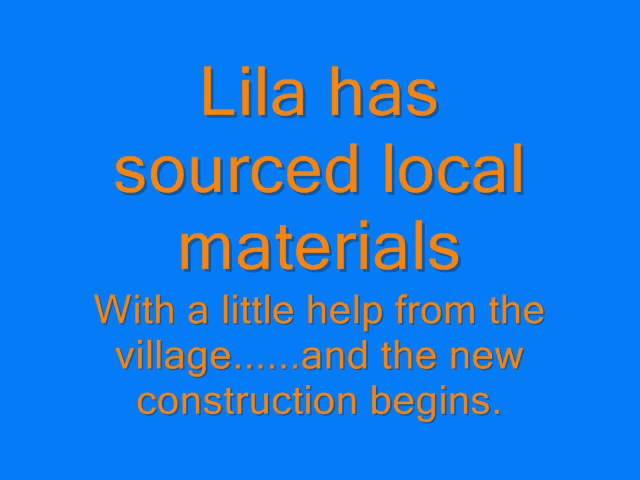 Lila has
sourced local
materials
With a little help from the
village......and the new
construction begins.